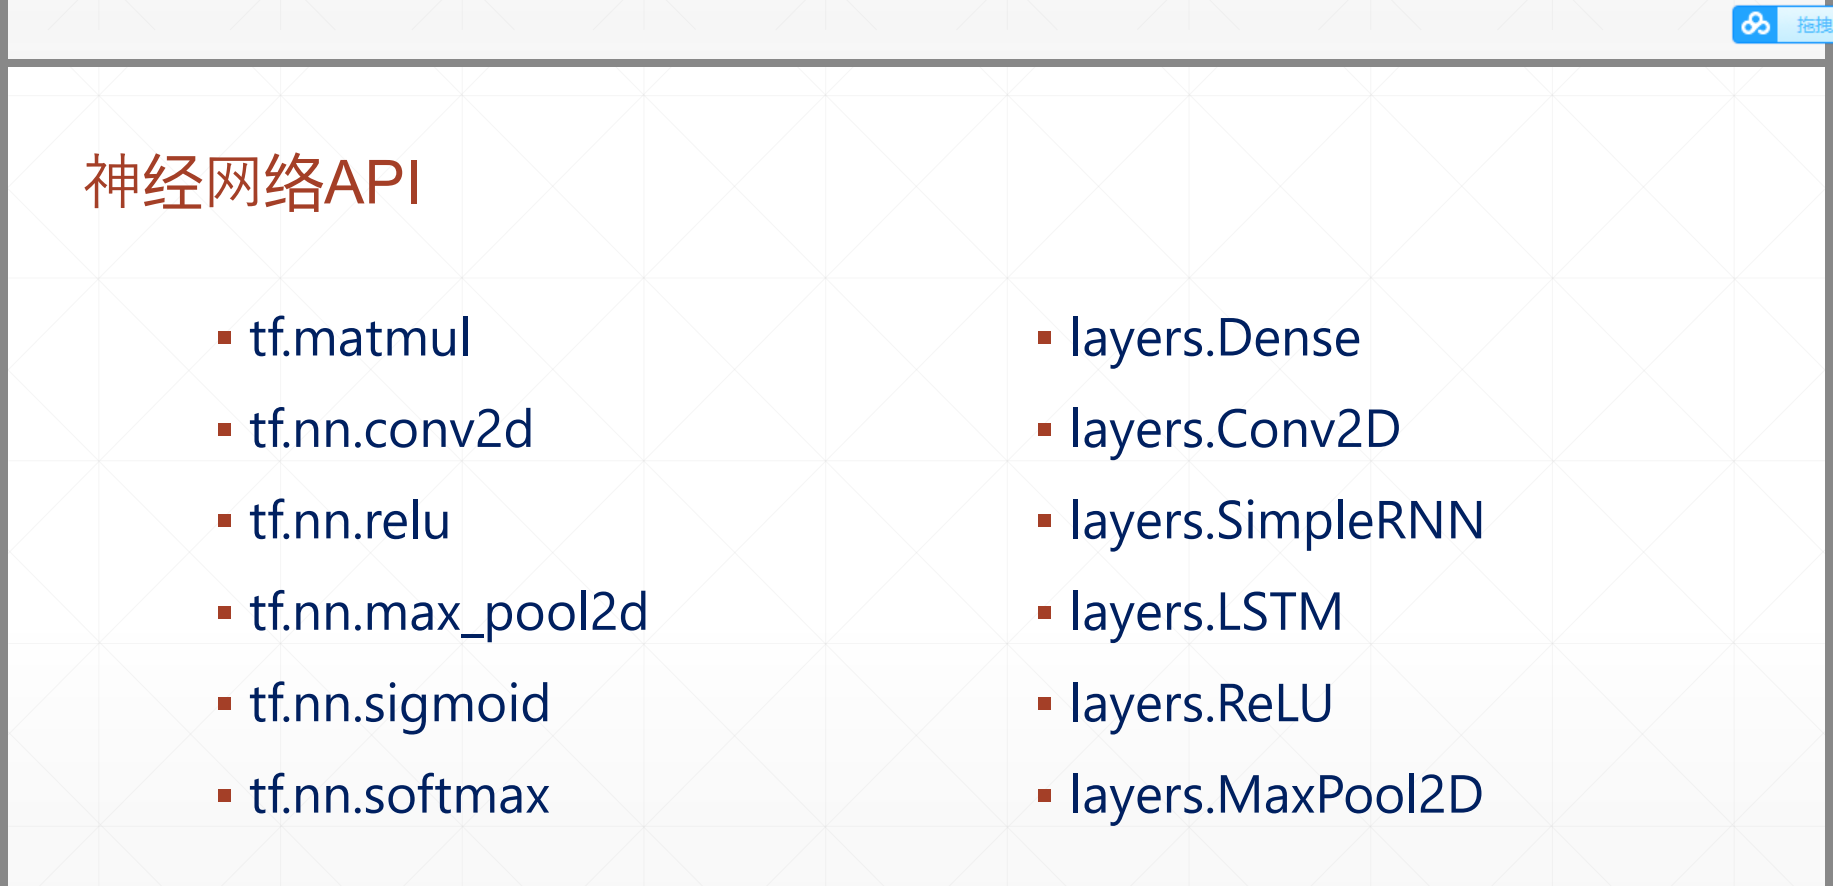 拖拽
神经网络API
tf.matmul
tf.nn.conv2d
tf.nn.relu
tf.nn.max_pool2d
tf.nn.sigmoid
tf.nn.softmax
layers.Dense
layers.Conv2D
layers.SimpleRNN
layers.LSTM
layers.ReLU
layers.MaxPool2D